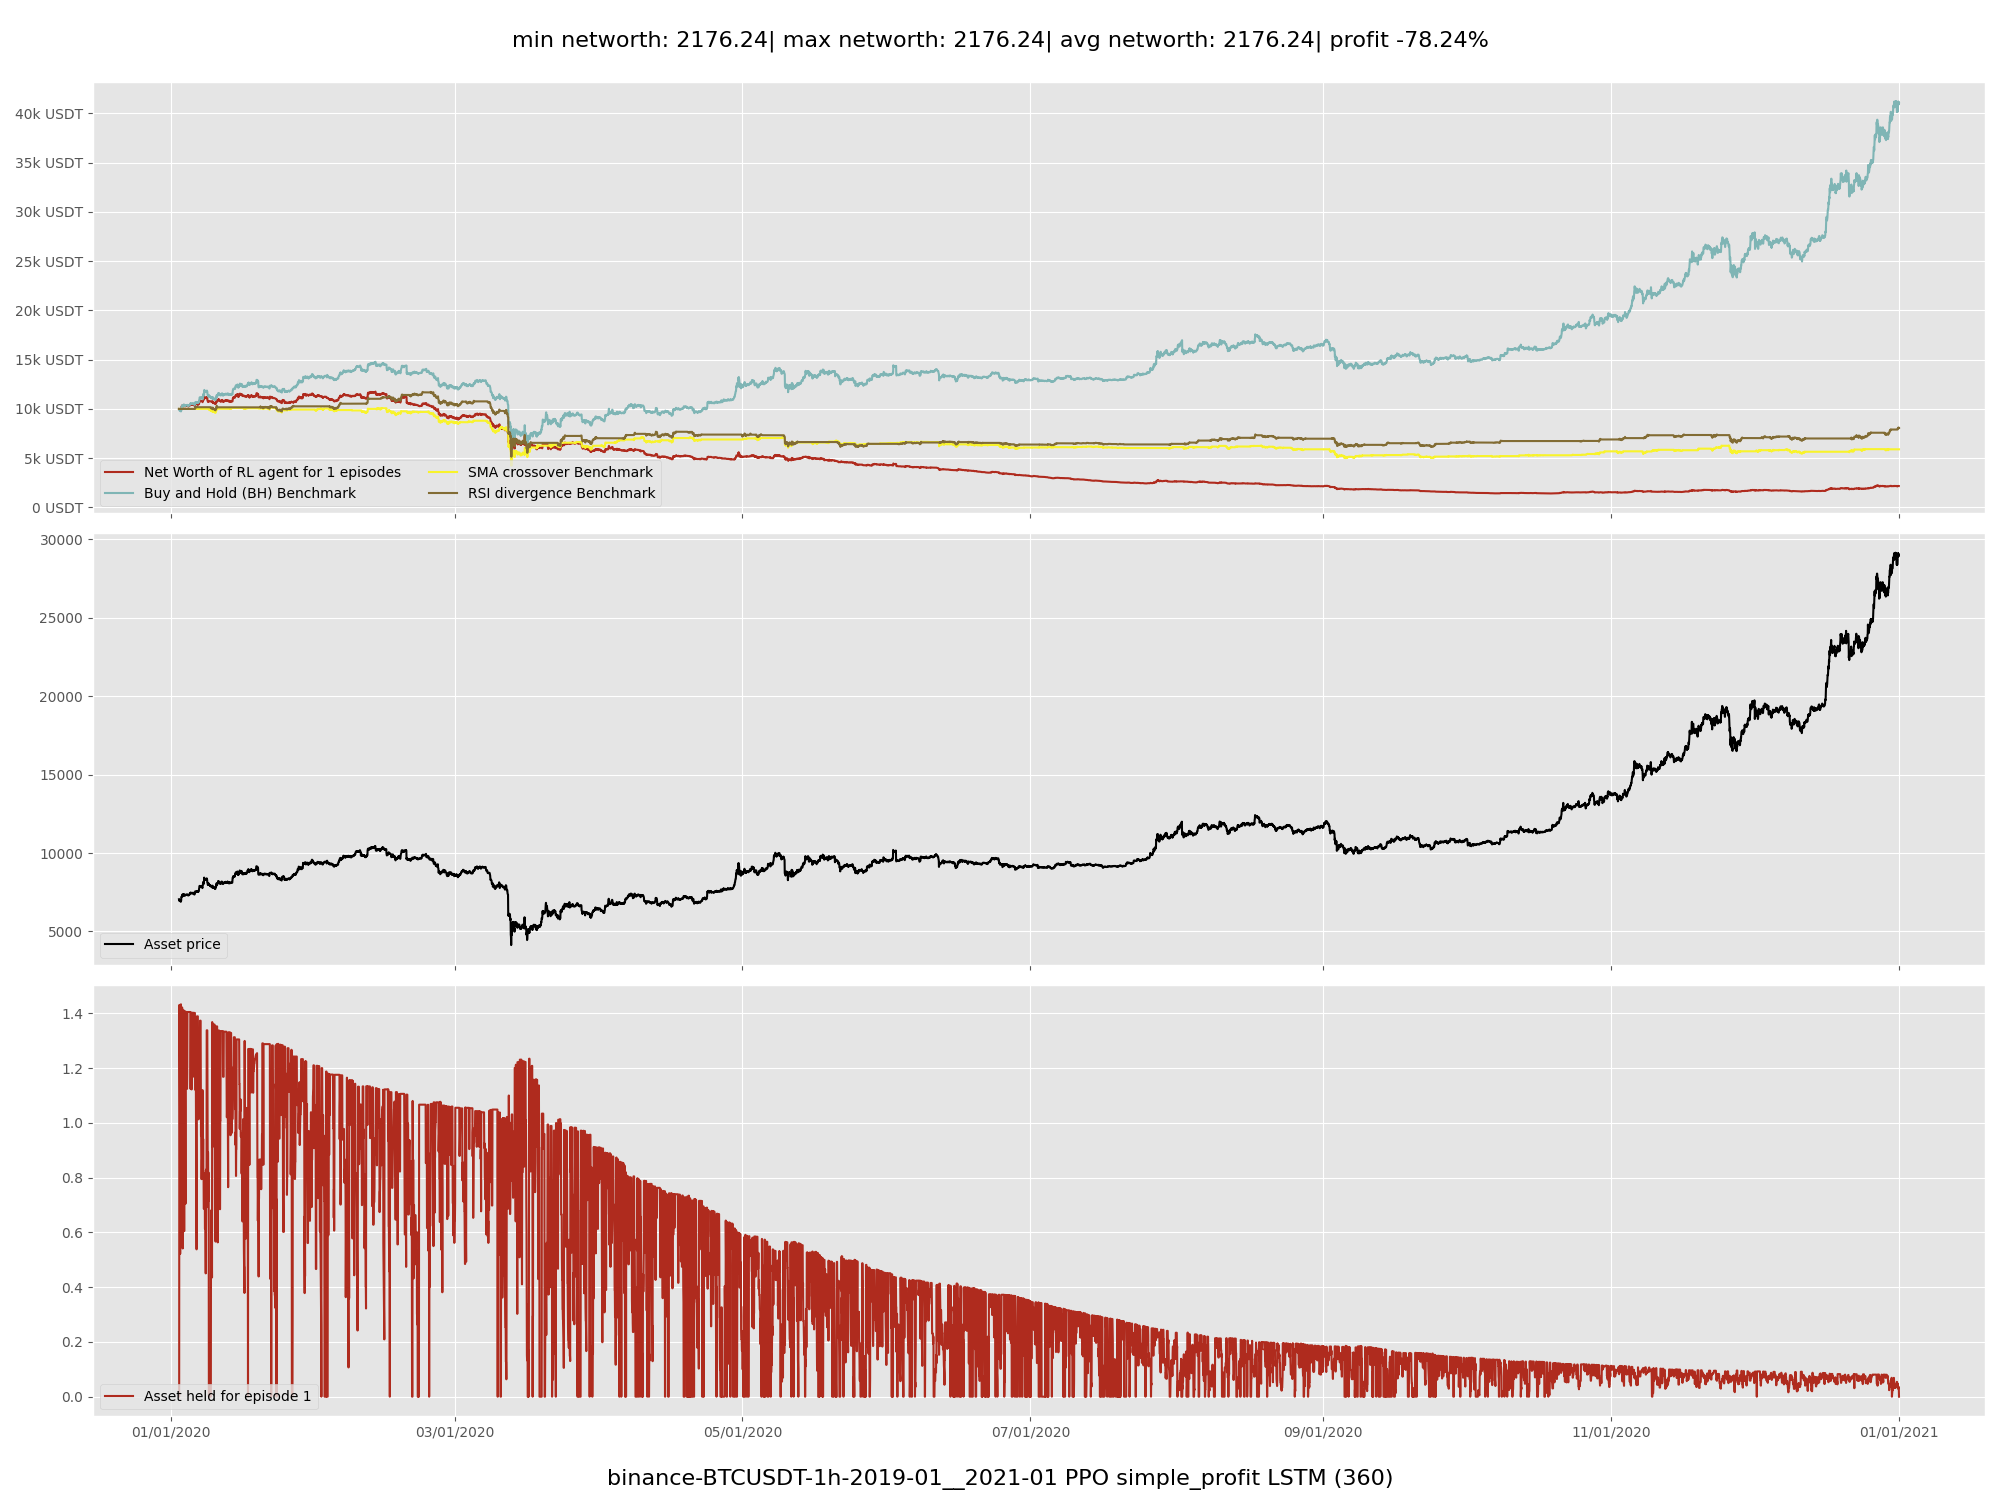 min networth: 2176.24| max networth: 2176.24| avg networth: 2176.24| profit -78.24%
40k USDT
35k USDT
30k USDT
25k USDT
20k USDT
15k USDT
10k USDT
5k USDT
0 USDT
Net Worth of RL agent for 1 episodes
Buy and Hold (BH) Benchmark
SMA crossover Benchmark
RSI divergence Benchmark
30000
25000
20000
15000
10000
5000
Asset price
1.4
1.2
1.0
0.8
0.6
0.4
0.2
0.0
Asset held for episode 1
01/01/2020 03/01/2020 05/01/2020 07/01/2020 09/01/2020 11/01/2020 01/01/2021
binance-BTCUSDT-1h-2019-01__2021-01 PPO simple_profit LSTM (360)